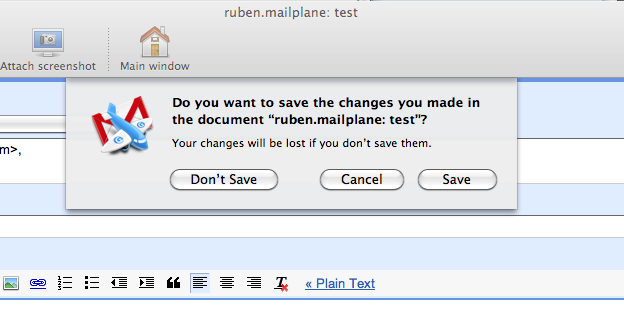 ruben.mailplane: test
Attach screenshot
Main window
Do you want to save the changes you made in
the document “ruben.mailplane: test”?
Your changes will be lost if you don’t save them.
m>,
Don’t Save
Cancel
Save
« Plain Text